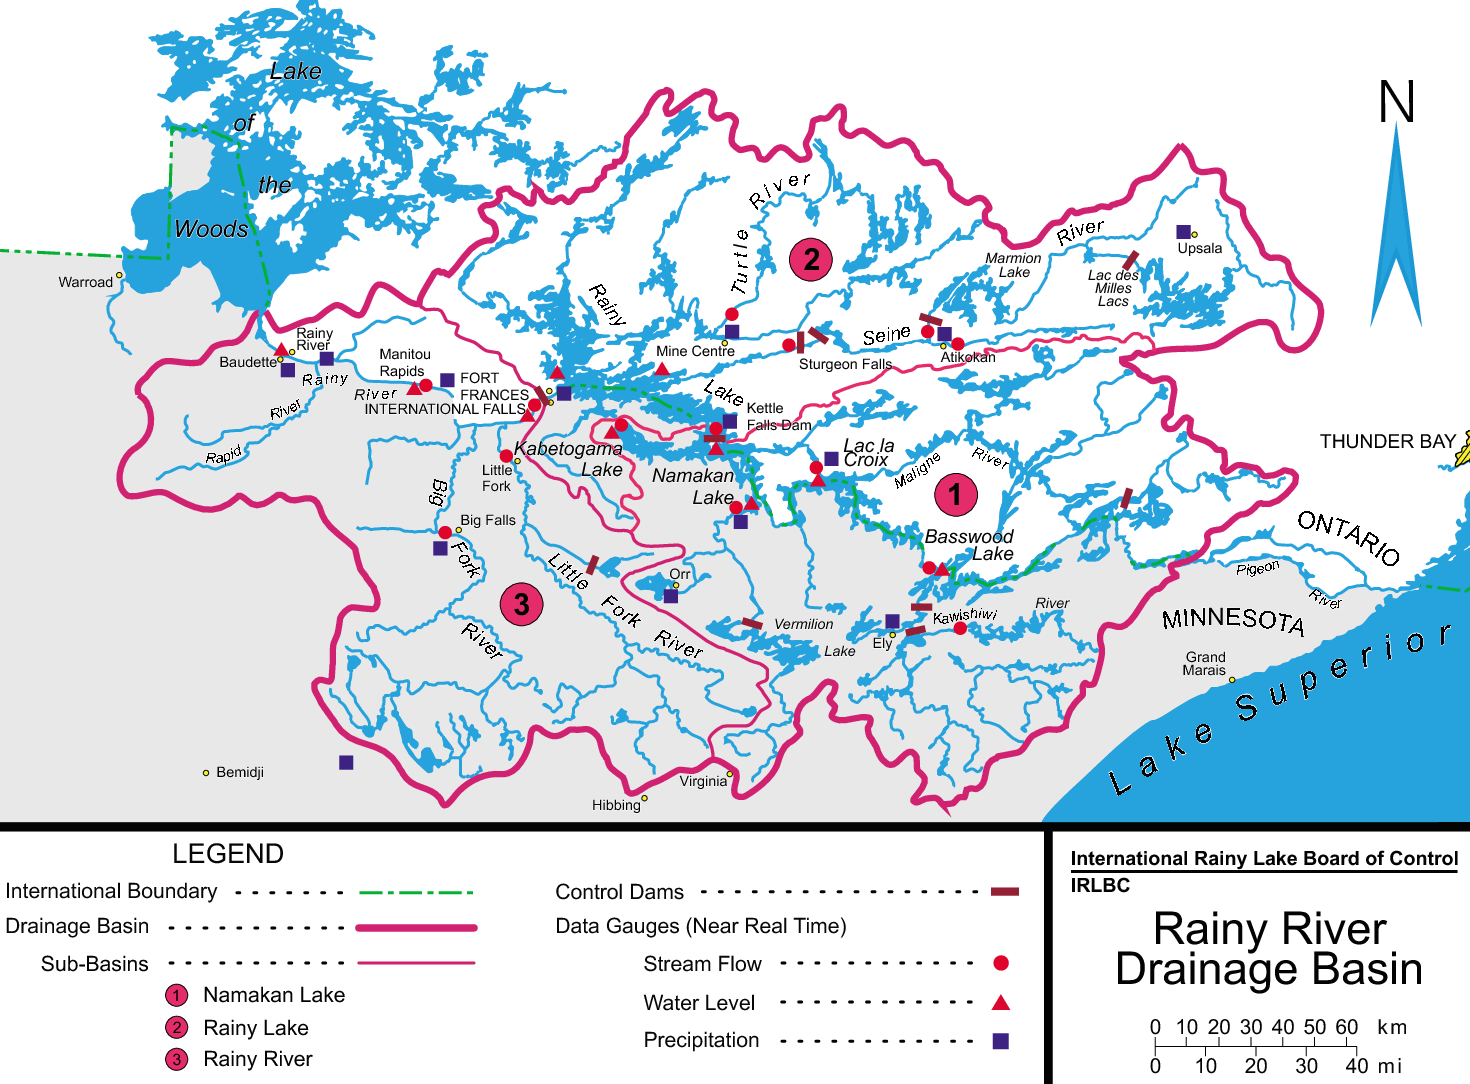 Lake
of
the
Woods
N
River
Turtle
2
River
Upsala
Marmion
Lake
Lac des
Milles
Lacs
Warroad
Rainy
Rainy
River
Baudette
Manitou
Rapids
Rainy
River
FORT
FRANCES
INTERNATIONAL FALLS
Mine Centre
Seine
Sturgeon Falls
Atikokan
Lake
Kettle
Falls Dam
River
Rapid
Kabetogama
Lake
Little
Fork
Namakan
Lake
Lac la
Croix
Maligne
River
1
THUNDER BAY
Big
Big Falls
Fork
River
Basswood
Lake
ONTARIO
Pigeon
River
MINNESOTA
3
Little
Fork
River
Orr
Vermilion
Lake
Ely
Kawishiwi
River
Grand
Marais
Lake Superior
Bemidji
Virginia
Hibbing
LEGEND
International Boundary
Drainage Basin
Sub-Basins
1 Namakan Lake
2 Rainy Lake
3 Rainy River
Control Dams
Data Gauges (Near Real Time)
Stream Flow
Water Level
Precipitation
International Rainy Lake Board of Control
IRLBC
Rainy River
Drainage Basin
0 10 20 30 40 50 60 km
0 10 20 30 40 mi